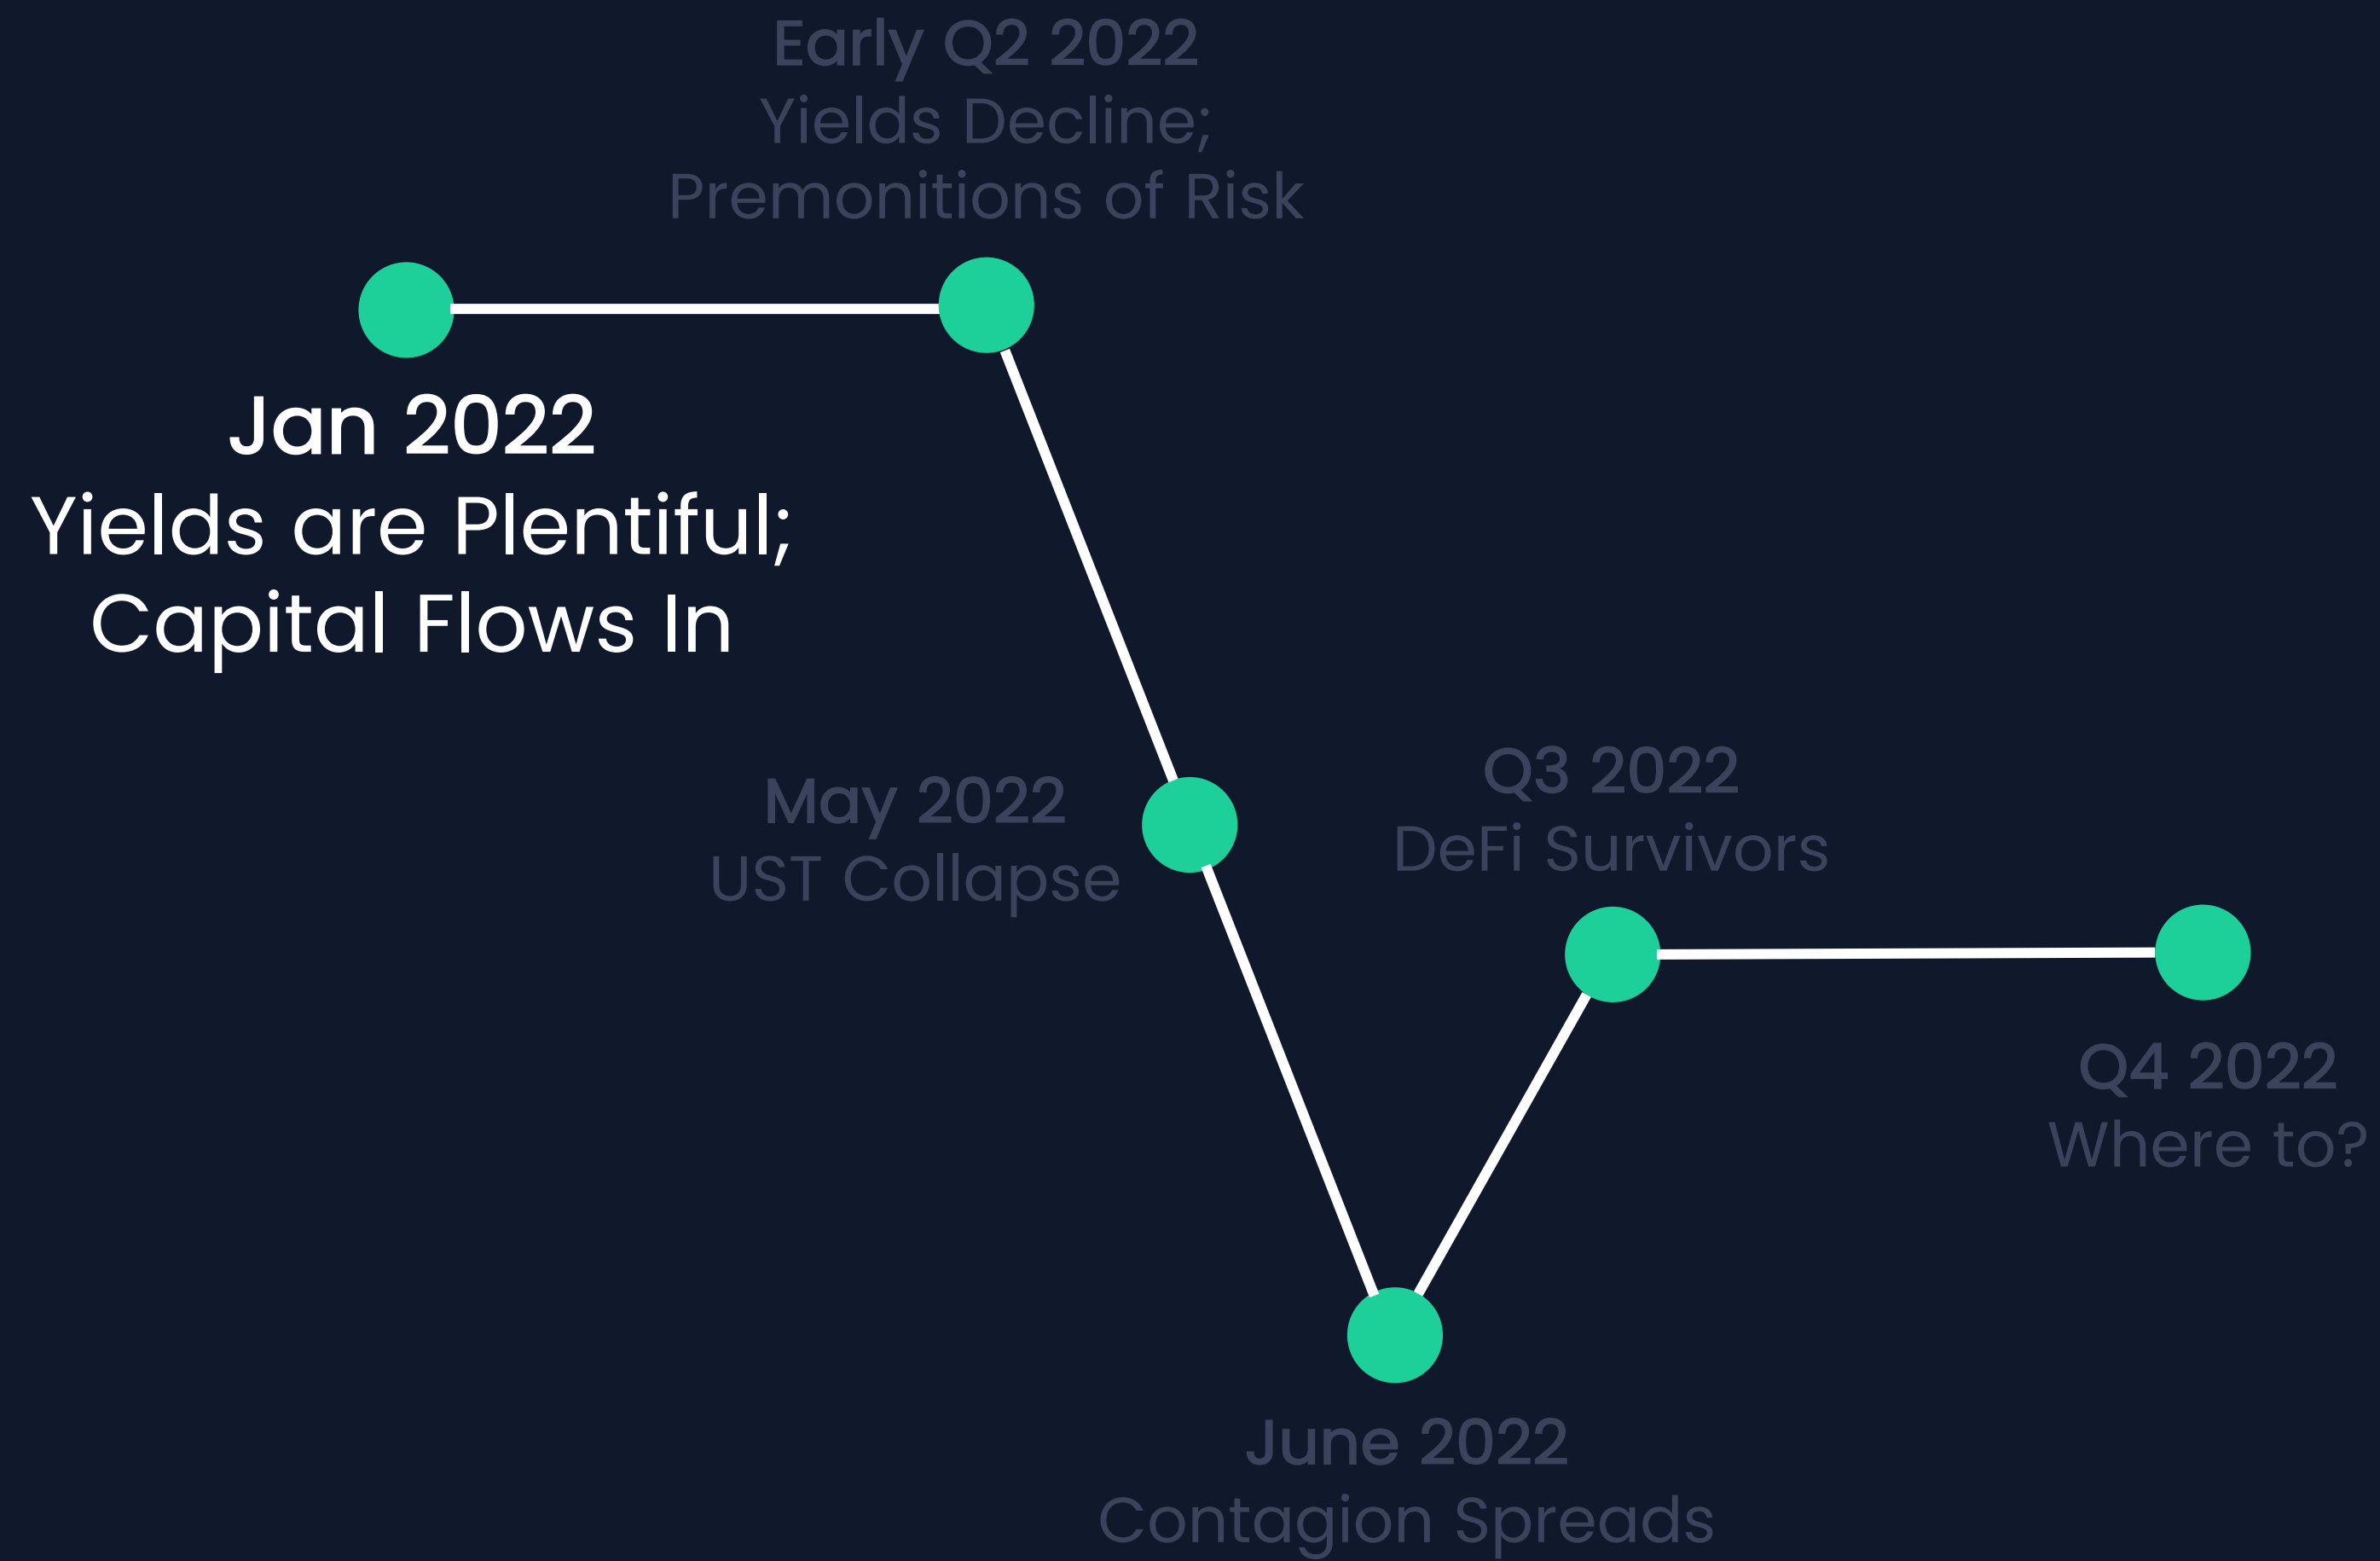 Early Q2 2022
Yields Decline;
Premonitions of Risk
Jan 2022
Yields are Plentiful;
Capital Flows In
May 2022
UST Collapse
Q3 2022
DeFi Survivors
Q4 2022
Where to?
June 2022
Contagion Spreads